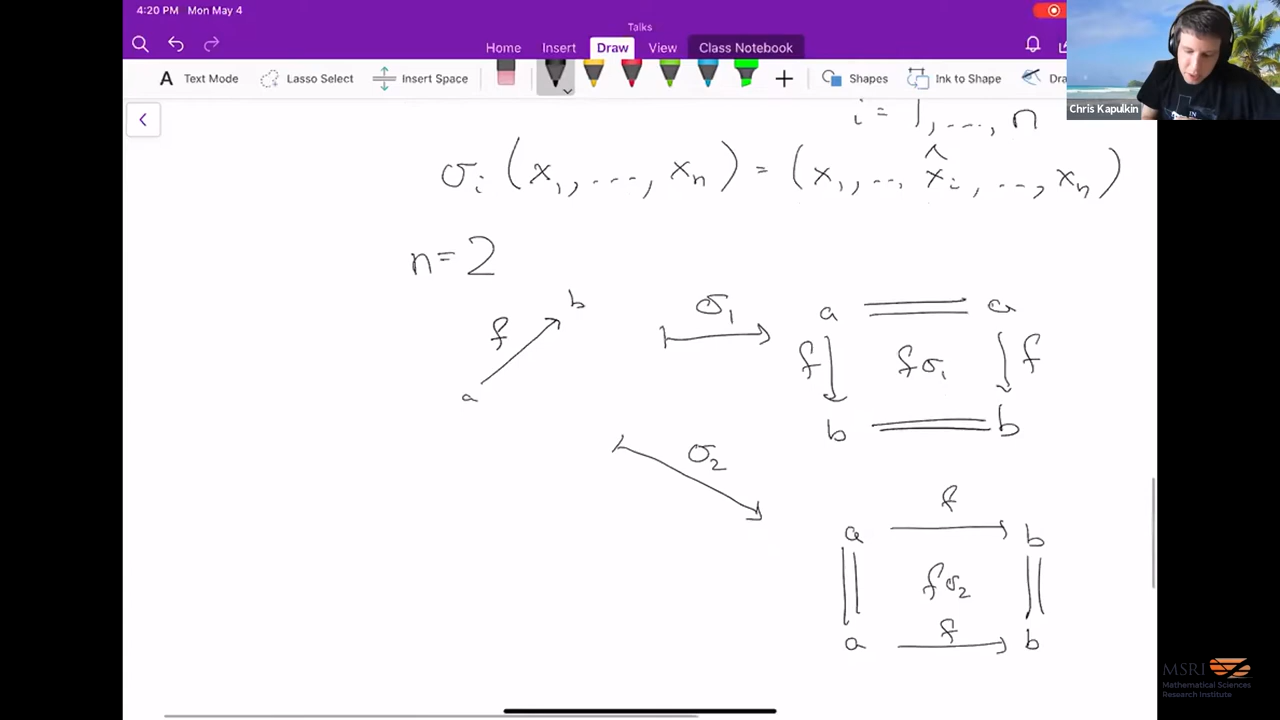 4:20 PM Mon May 4
Talks
Home Insert Draw View Class Notebook
Text Mode Lasso Select Insert Space Shapes Ink to Shape
Chris Kapulkin
i = 1, ..., n
σᵢ (x₁, ..., xₙ) = (x₁, .., x̂ᵢ, .., xₙ)
n = 2
f b
a
σ₁
a a
f fσ₁ f
b b
σ₂
f
a b
fσ₂
f
a b
MSRI
Mathematical Sciences
Research Institute